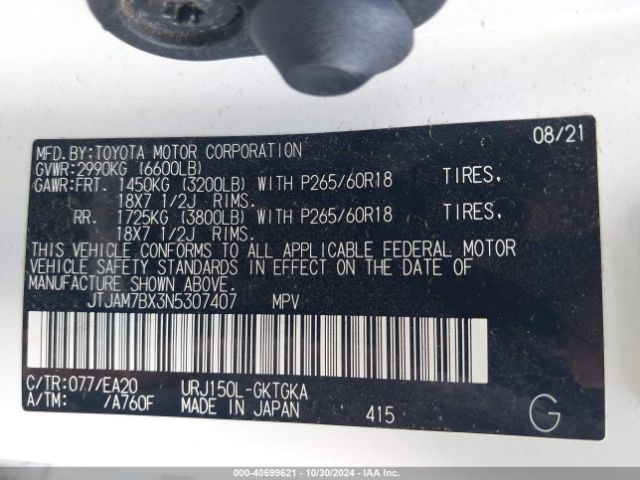 08/21
MFD.BY:TOYOTA MOTOR CORPORATION
GVWR:2990KG (6600LB)
GAWR:FRT. 1450KG (3200LB) WITH P265/60R18 TIRES,
18X7 1/2J RIMS.
RR. 1725KG (3800LB) WITH P265/60R18 TIRES,
18X7 1/2J RIMS.
THIS VEHICLE CONFORMS TO ALL APPLICABLE FEDERAL MOTOR
VEHICLE SAFETY STANDARDS IN EFFECT ON THE DATE OF
MANUFACTURE SHOWN ABOVE.
JTJAM7BX3N5307407 MPV
C/TR:077/EA20 URJ150L-GKTGKA
A/TM: /A760F MADE IN JAPAN 415 G
000-40699621 - 10/30/2024 - IAA Inc.